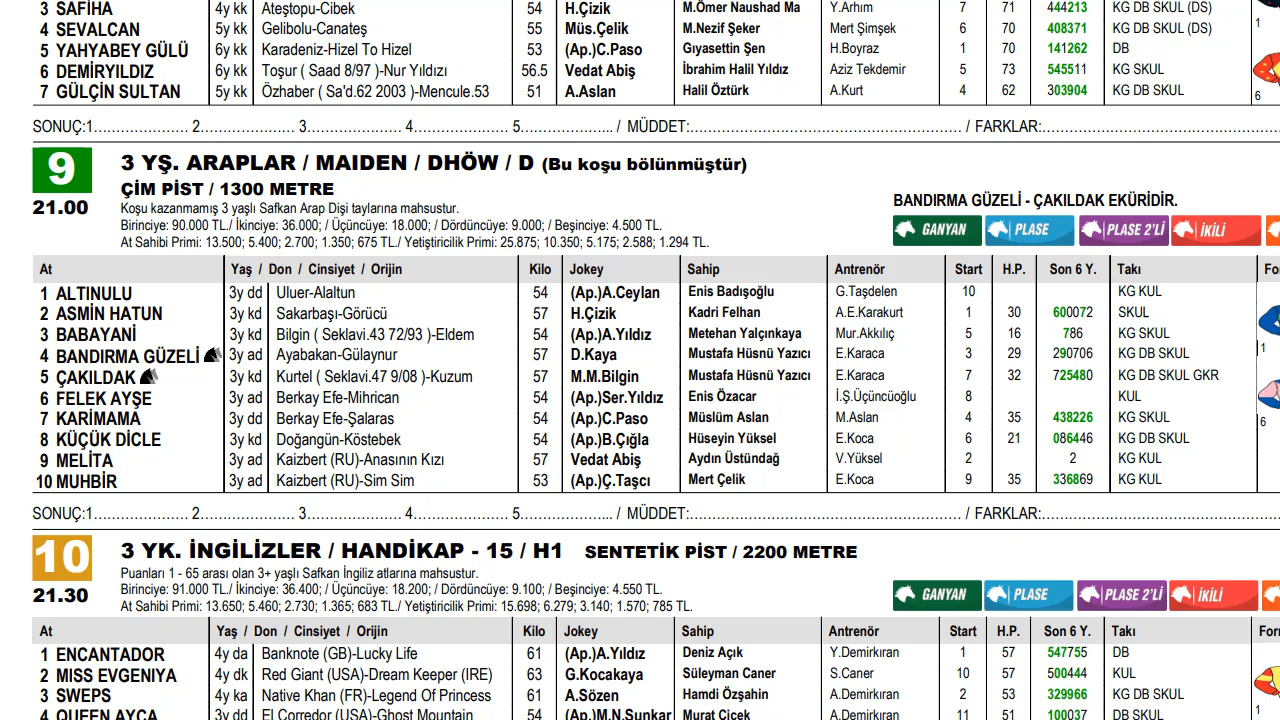 3 SAFİHA 4y kk Ateştopu-Cibek 54 H.Çizik M.Ömer Naushad Ma Y.Arhım 7 71 444213 KG DB SKUL (DS)
4 SEVALCAN 5y kk Gelibolu-Canateş 55 Müs.Çelik M.Nezif Şeker Mert Şimşek 6 70 408371 KG DB SKUL (DS)
5 YAHYABEY GÜLÜ 6y kk Karadeniz-Hizel To Hizel 53 (Ap.)C.Paso Gıyasettin Şen H.Boyraz 1 70 141262 DB
6 DEMİRYILDIZ 6y kk Toşur ( Saad 8/97 )-Nur Yıldızı 56.5 Vedat Abiş İbrahim Halil Yıldız Aziz Tekdemir 5 73 545511 KG SKUL
7 GÜLÇİN SULTAN 5y kk Özhaber ( Sa'd.62 2003 )-Mencule.53 51 A.Aslan Halil Öztürk A.Kurt 4 62 303904 KG DB SKUL
1
6
SONUÇ:1...................... 2....................... 3....................... 4....................... 5...................... / MÜDDET:................................................................ / FARKLAR:........................................................
9 3 YŞ. ARAPLAR / MAIDEN / DHÖW / D (Bu koşu bölünmüştür)
ÇİM PİST / 1300 METRE
21.00 Koşu kazanmamış 3 yaşlı Safkan Arap Dişi taylarına mahsustur.
BANDIRMA GÜZELİ - ÇAKILDAK EKÜRİDİR.
Birinciye: 90.000 TL./ İkinciye: 36.000; / Üçüncüye: 18.000; / Dördüncüye: 9.000; / Beşinciye: 4.500 TL.
At Sahibi Primi: 13.500; 5.400; 2.700; 1.350; 675 TL./ Yetiştiricilik Primi: 25.875; 10.350; 5.175; 2.588; 1.294 TL.
GANYAN PLASE PLASE 2'Lİ İKİLİ
At Yaş / Don / Cinsiyet / Orijin Kilo Jokey Sahip Antrenör Start H.P. Son 6 Y. Takı
1 ALTINULU 3y dd Uluer-Alaltun 54 (Ap.)A.Ceylan Enis Badışoğlu G.Taşdelen 10 KG KUL
2 ASMİN HATUN 3y kd Sakarbaşı-Görücü 57 H.Çizik Kadri Felhan A.E.Karakurt 1 30 600072 SKUL
3 BABAYANİ 3y kd Bilgin ( Seklavi.43 72/93 )-Eldem 54 (Ap.)A.Yıldız Metehan Yalçınkaya Mur.Akkılıç 5 16 786 KG SKUL
4 BANDIRMA GÜZELİ 3y ad Ayabakan-Gülaynur 57 D.Kaya Mustafa Hüsnü Yazıcı E.Karaca 3 29 290706 KG DB SKUL
5 ÇAKILDAK 3y kd Kurtel ( Seklavi.47 9/08 )-Kuzum 57 M.M.Bilgin Mustafa Hüsnü Yazıcı E.Karaca 7 32 725480 KG DB SKUL GKR
6 FELEK AYŞE 3y ad Berkay Efe-Mihrican 54 (Ap.)Ser.Yıldız Enis Özacar İ.Ş.Üçüncüoğlu 8 KUL
7 KARİMAMA 3y dd Berkay Efe-Şalaras 54 (Ap.)C.Paso Müslüm Aslan M.Aslan 4 35 438226 KG SKUL
8 KÜÇÜK DİCLE 3y kd Doğangün-Köstebek 54 (Ap.)B.Çığla Hüseyin Yüksel E.Koca 6 21 086446 KG DB SKUL
9 MELİTA 3y ad Kaizbert (RU)-Anasının Kızı 57 Vedat Abiş Aydın Üstündağ V.Yüksel 2 2 KG KUL
10 MUHBİR 3y ad Kaizbert (RU)-Sim Sim 53 (Ap.)Ç.Taşcı Mert Çelik E.Koca 9 35 336869 KG KUL
1
6
SONUÇ:1...................... 2....................... 3....................... 4....................... 5...................... / MÜDDET:................................................................ / FARKLAR:........................................................
10 3 YK. İNGİLİZLER / HANDİKAP - 15 / H1 SENTETİK PİST / 2200 METRE
Puanları 1 - 65 arası olan 3+ yaşlı Safkan İngiliz atlarına mahsustur.
21.30 Birinciye: 91.000 TL./ İkinciye: 36.400; / Üçüncüye: 18.200; / Dördüncüye: 9.100; / Beşinciye: 4.550 TL.
At Sahibi Primi: 13.650; 5.460; 2.730; 1.365; 683 TL./ Yetiştiricilik Primi: 15.698; 6.279; 3.140; 1.570; 785 TL.
GANYAN PLASE PLASE 2'Lİ İKİLİ
At Yaş / Don / Cinsiyet / Orijin Kilo Jokey Sahip Antrenör Start H.P. Son 6 Y. Takı
1 ENCANTADOR 4y da Banknote (GB)-Lucky Life 61 (Ap.)A.Yıldız Deniz Açık Y.Demirkıran 1 57 547755 DB
2 MISS EVGENIYA 4y dk Red Giant (USA)-Dream Keeper (IRE) 63 G.Kocakaya Süleyman Caner S.Caner 10 57 500444 KUL
3 SWEPS 4y ka Native Khan (FR)-Legend Of Princess 61 A.Sözen Hamdi Özşahin A.Demirkıran 2 53 329966 KG DB SKUL
4 QUEEN AYÇA 3y dd El Corredor (USA)-Ghost Mountain 54 (Ap.)M.N.Sunkar Murat Çiçek A.Demirkıran 11 51 100037 DB SKUL
1